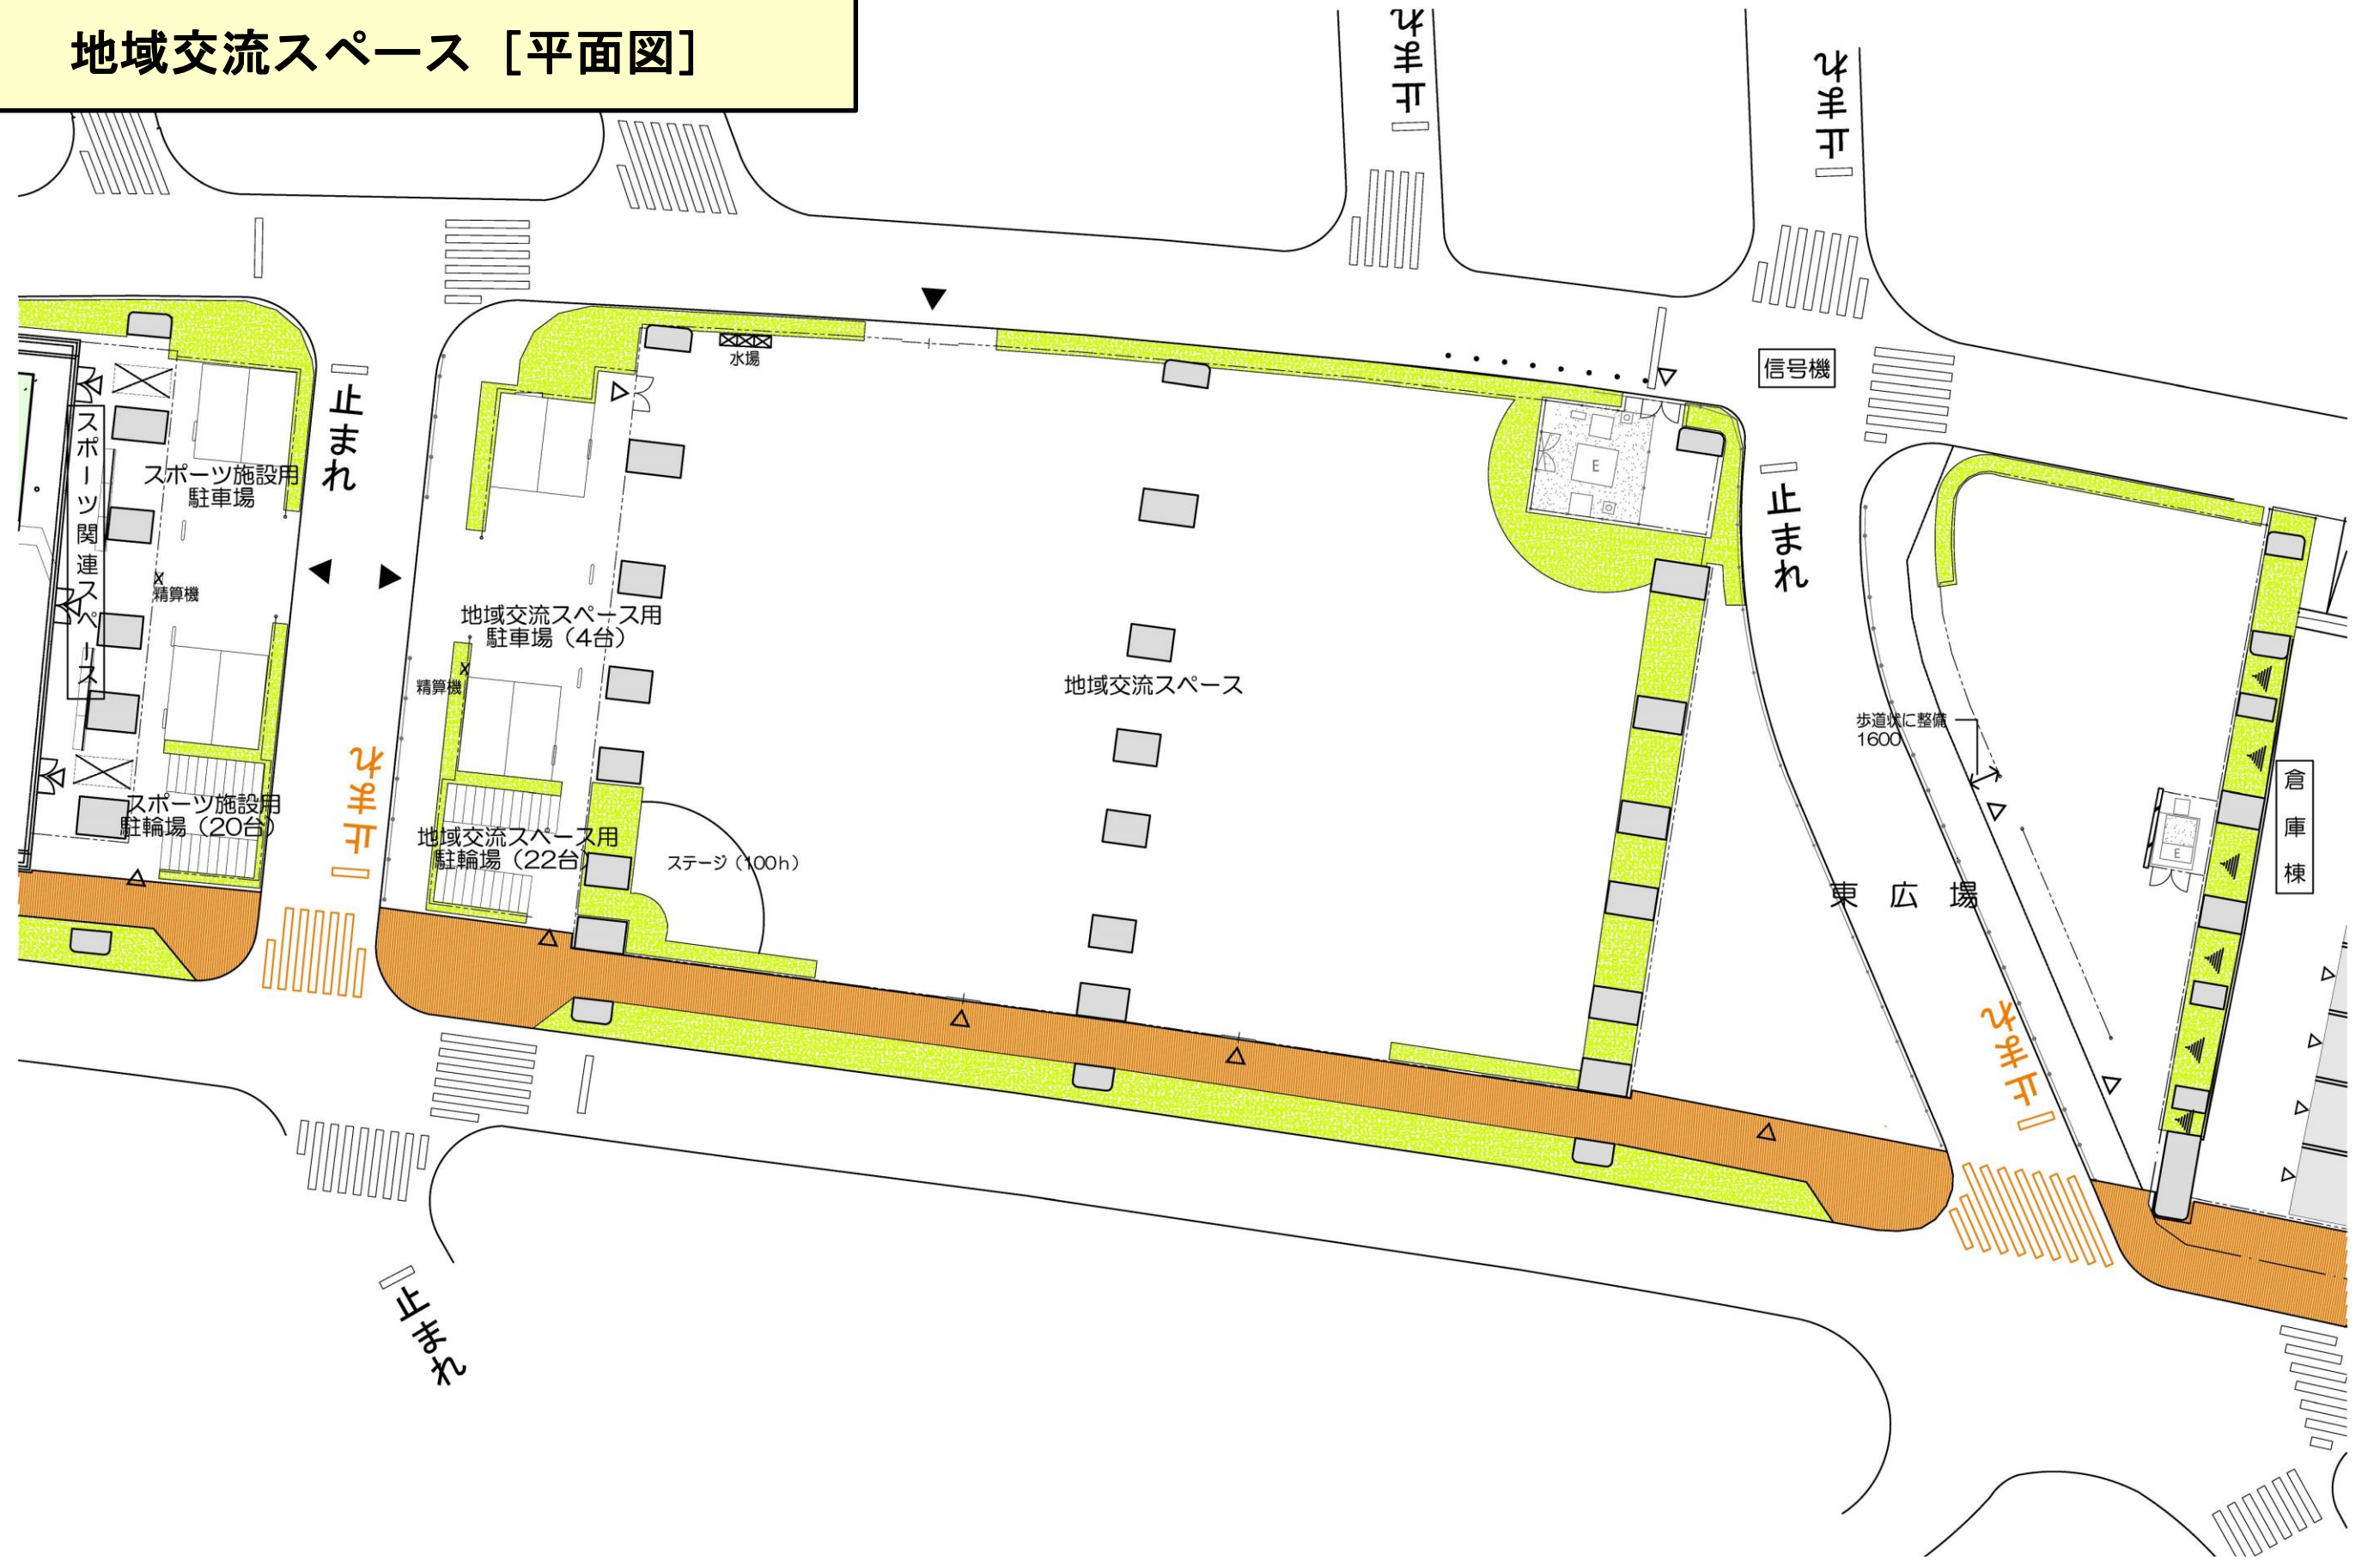 地域交流スペース［平面図］
止まれ
止まれ
水場
信号機
止まれ
スポーツ関連スペース
スポーツ施設用
駐車場
E
止まれ
精算機
地域交流スペース用
駐車場（4台）
精算機
地域交流スペース
歩道状に整備
1600
止まれ
スポーツ施設用
駐輪場（20台）
地域交流スペース用
駐輪場（22台）
ステージ（100h）
倉庫棟
E
東広場
止まれ
止まれ